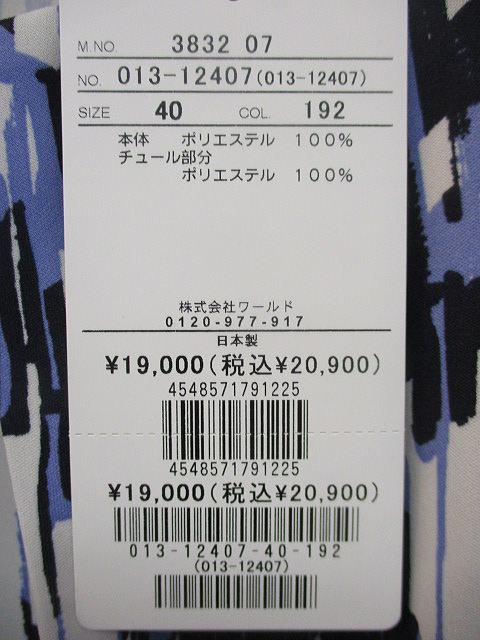 M.NO. 3832 07
NO. 013-12407(013-12407)
SIZE 40 COL. 192
本体 ポリエステル 100%
チュール部分
ポリエステル 100%
株式会社ワールド
0120-977-917
日本製
¥19,000(税込¥20,900)
4548571791225
4548571791225
¥19,000(税込¥20,900)
013-12407-40-192
(013-12407)